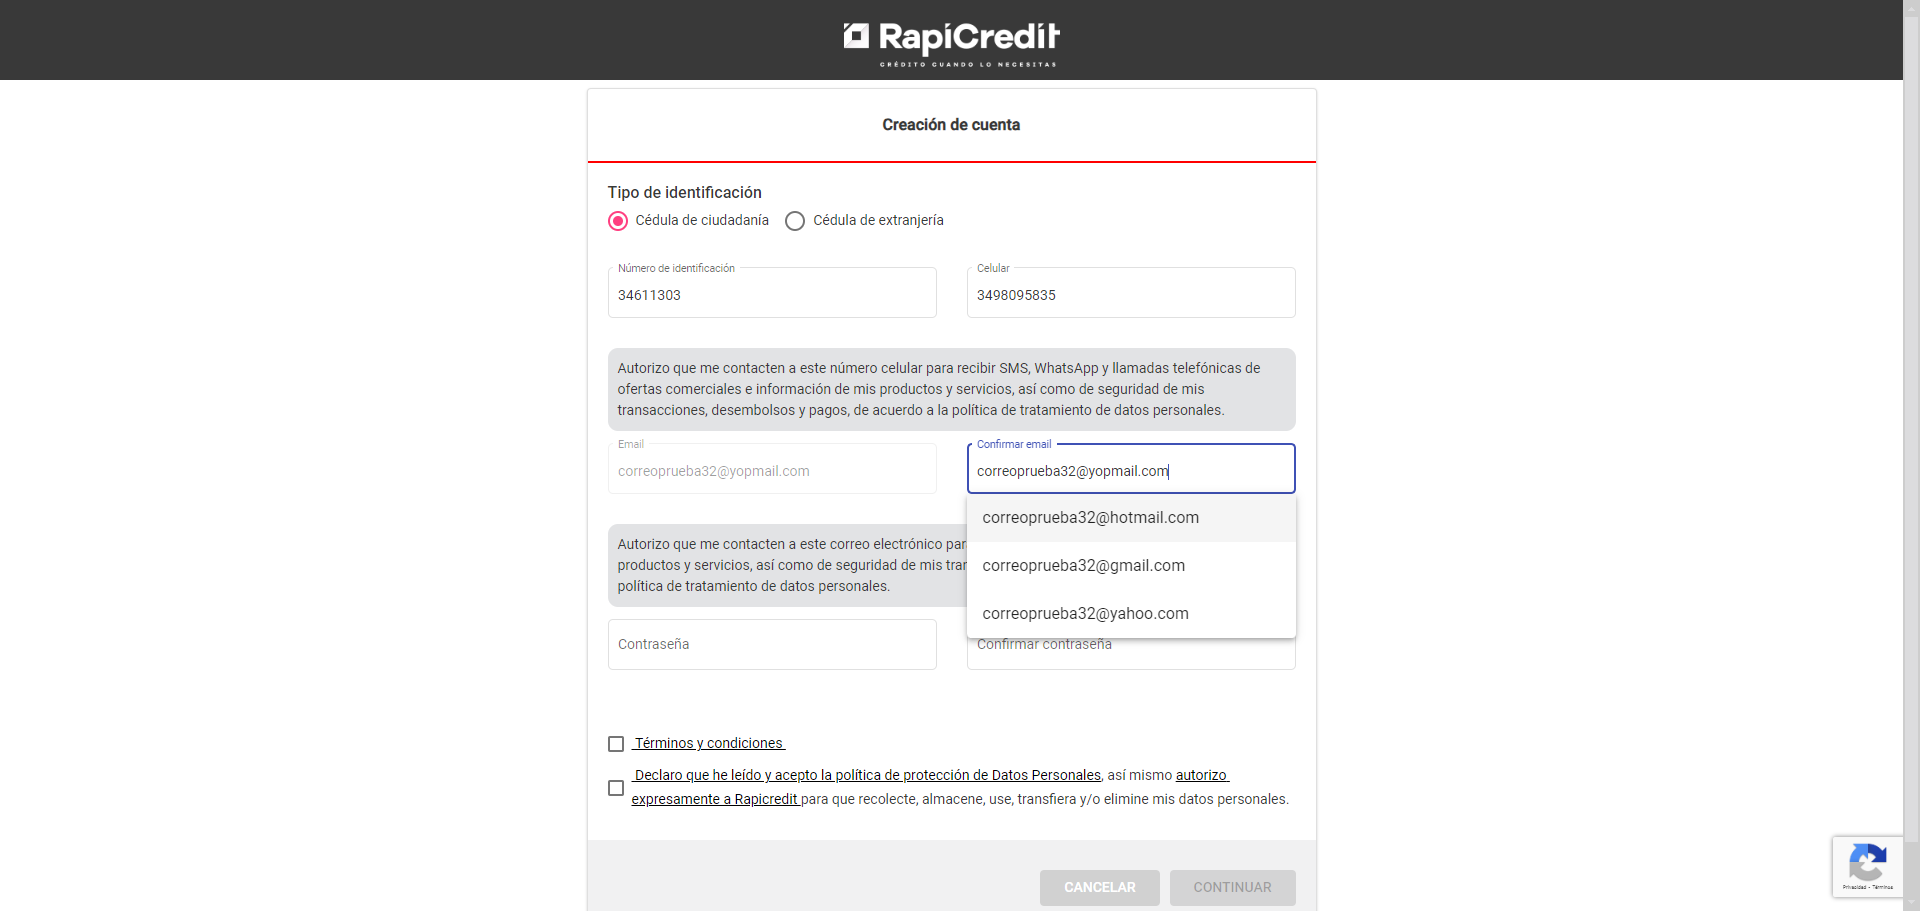 RapiCredit
CRÉDITO CUANDO LO NECESITAS
Creación de cuenta
Tipo de identificación
Cédula de ciudadanía Cédula de extranjería
Número de identificación Celular
34611303 3498095835
Autorizo que me contacten a este número celular para recibir SMS, WhatsApp y llamadas telefónicas de
ofertas comerciales e información de mis productos y servicios, así como de seguridad de mis
transacciones, desembolsos y pagos, de acuerdo a la política de tratamiento de datos personales.
Email Confirmar email
correoprueba32@yopmail.com correoprueba32@yopmail.com
correoprueba32@hotmail.com
correoprueba32@gmail.com
correoprueba32@yahoo.com
Autorizo que me contacten a este correo electrónico par
productos y servicios, así como de seguridad de mis tran
política de tratamiento de datos personales.
Contraseña Confirmar contraseña
Términos y condiciones
Declaro que he leído y acepto la política de protección de Datos Personales, así mismo autorizo
expresamente a Rapicredit para que recolecte, almacene, use, transfiera y/o elimine mis datos personales.
CANCELAR CONTINUAR
Privacidad - Términos